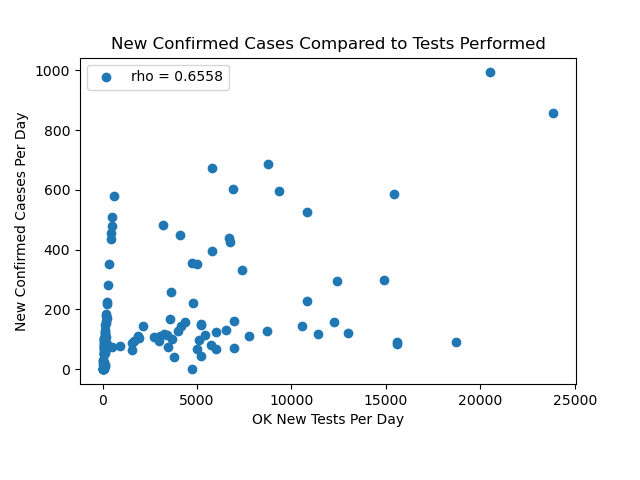 New Confirmed Cases Compared to Tests Performed
rho = 0.6558
1000
800
600
400
200
0
New Confirmed Caeses Per Day
0 5000 10000 15000 20000 25000
OK New Tests Per Day